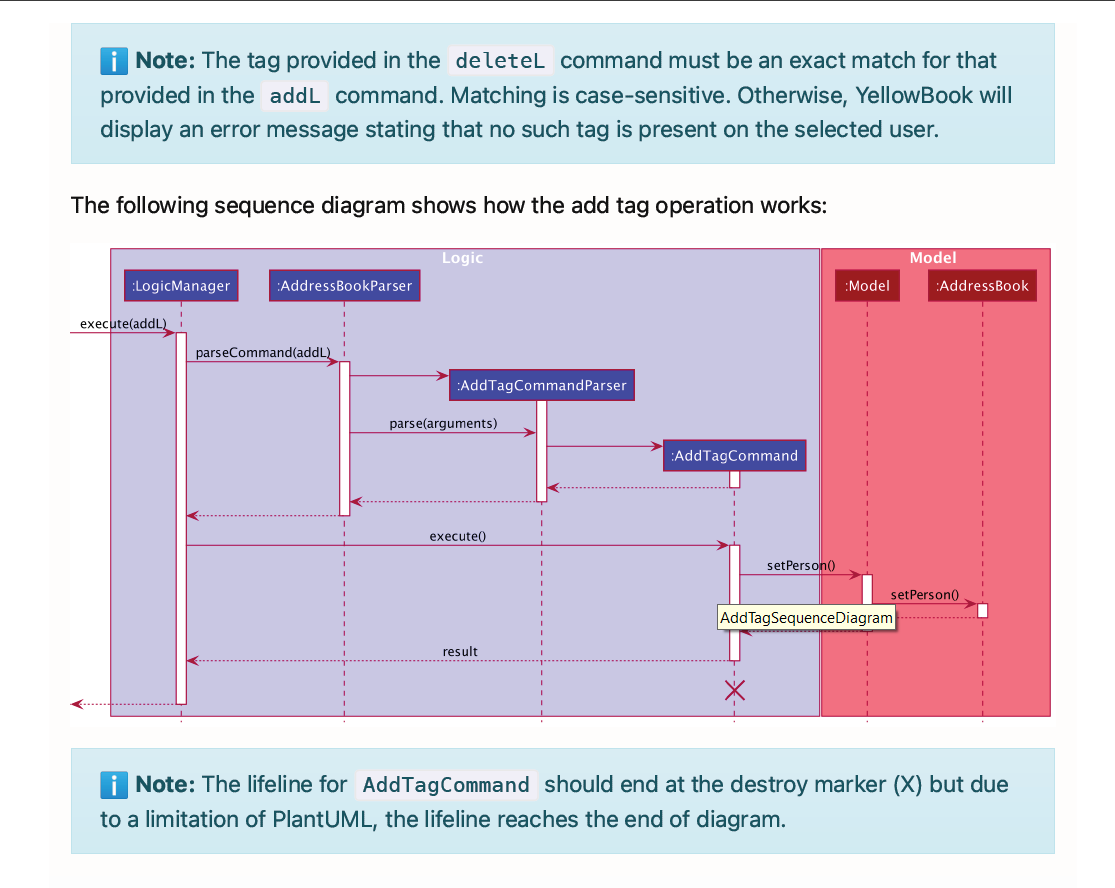 ℹ️ Note: The tag provided in the deleteL command must be an exact match for that
provided in the addL command. Matching is case-sensitive. Otherwise, YellowBook will
display an error message stating that no such tag is present on the selected user.
The following sequence diagram shows how the add tag operation works:
Logic
Model
:LogicManager
:AddressBookParser
:Model
:AddressBook
execute(addL)
parseCommand(addL)
:AddTagCommandParser
parse(arguments)
:AddTagCommand
execute()
setPerson()
setPerson()
AddTagSequenceDiagram
result
ℹ️ Note: The lifeline for AddTagCommand should end at the destroy marker (X) but due
to a limitation of PlantUML, the lifeline reaches the end of diagram.